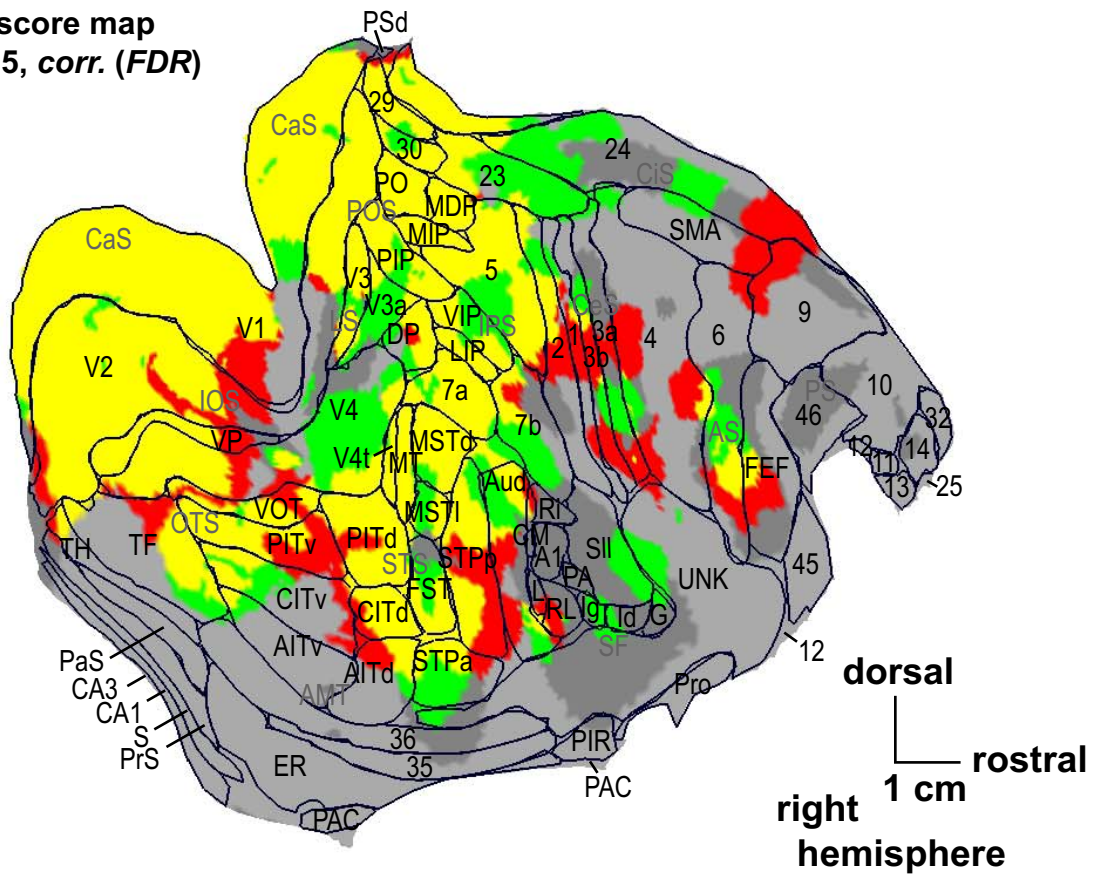 score map
5, corr. (FDR)
PSd
29
CaS
30
24
23
CiS
PO
MDP
POS
SMA
CaS
MIP
PIP
5
V3
CeS
9
V3a
VIP
LS
IPS
V1
DP
2
1
3a
4
6
LIP
3b
V2
7a
10
PS
IOS
V4
46
32
7b
AS
VP
MSTd
12
14
V4t
MT
FEF
11
Aud
13
25
VOT
MSTl
RI
OTS
CM
TH
TF
PITv
PITd
STPp
A1
SII
STS
PA
UNK
45
FST
CITv
L
CITd
RL
Ig
Id
G
AITv
STPa
SF
12
PaS
AITd
CA3
AMT
Pro
dorsal
CA1
S
36
PIR
PrS
ER
35
rostral
PAC
1 cm
PAC
right
hemisphere